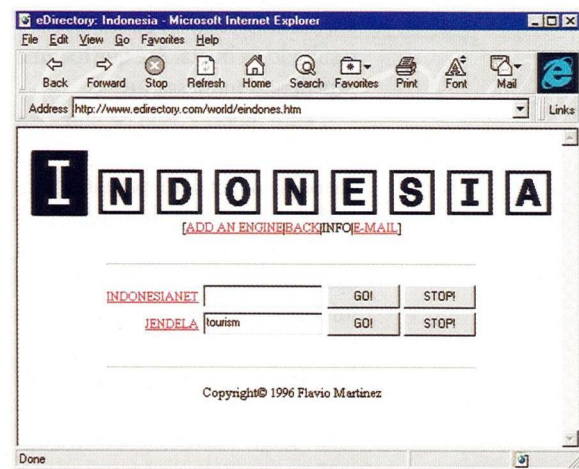 eDirectory: Indonesia - Microsoft Internet Explorer
File Edit View Go Favorites Help
Back Forward Stop Refresh Home Search Favorites Print Font Mail
Address http://www.edirectory.com/world/eindones.htm Links
INDONESIA
[ADD AN ENGINE|BACK|INFO|E-MAIL]
INDONESIANET GO! STOP!
JENDELA tourism GO! STOP!
Copyright© 1996 Flavio Martinez
Done